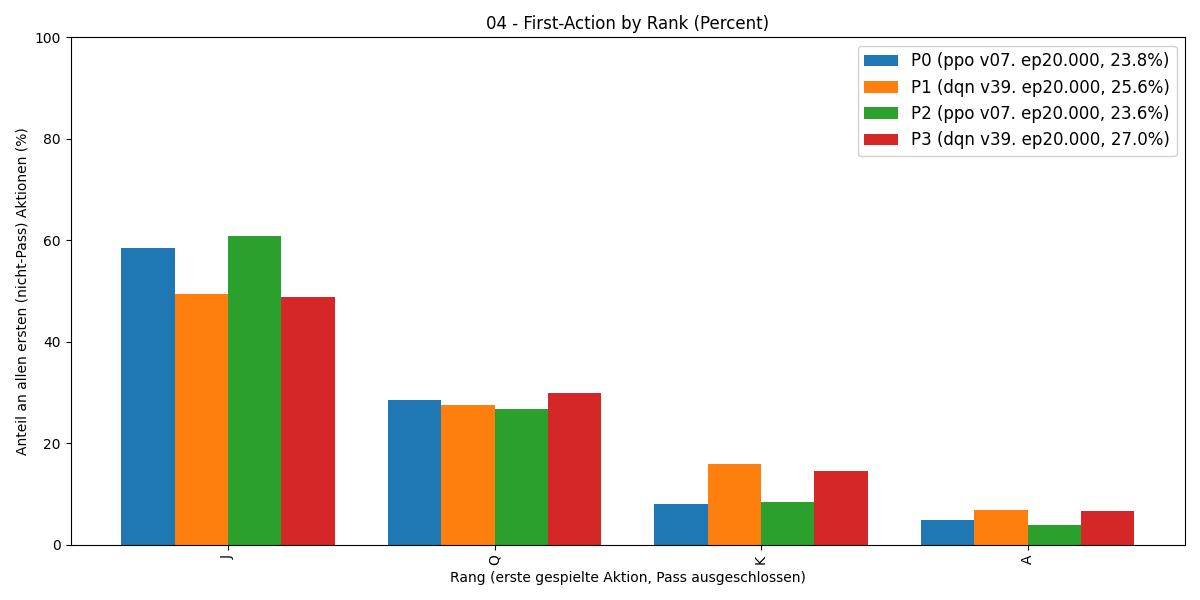 04 - First-Action by Rank (Percent)
Anteil an allen ersten (nicht-Pass) Aktionen (%)
100
80
60
40
20
0
P0 (ppo v07. ep20.000, 23.8%)
P1 (dqn v39. ep20.000, 25.6%)
P2 (ppo v07. ep20.000, 23.6%)
P3 (dqn v39. ep20.000, 27.0%)
J
Q
K
A
Rang (erste gespielte Aktion, Pass ausgeschlossen)